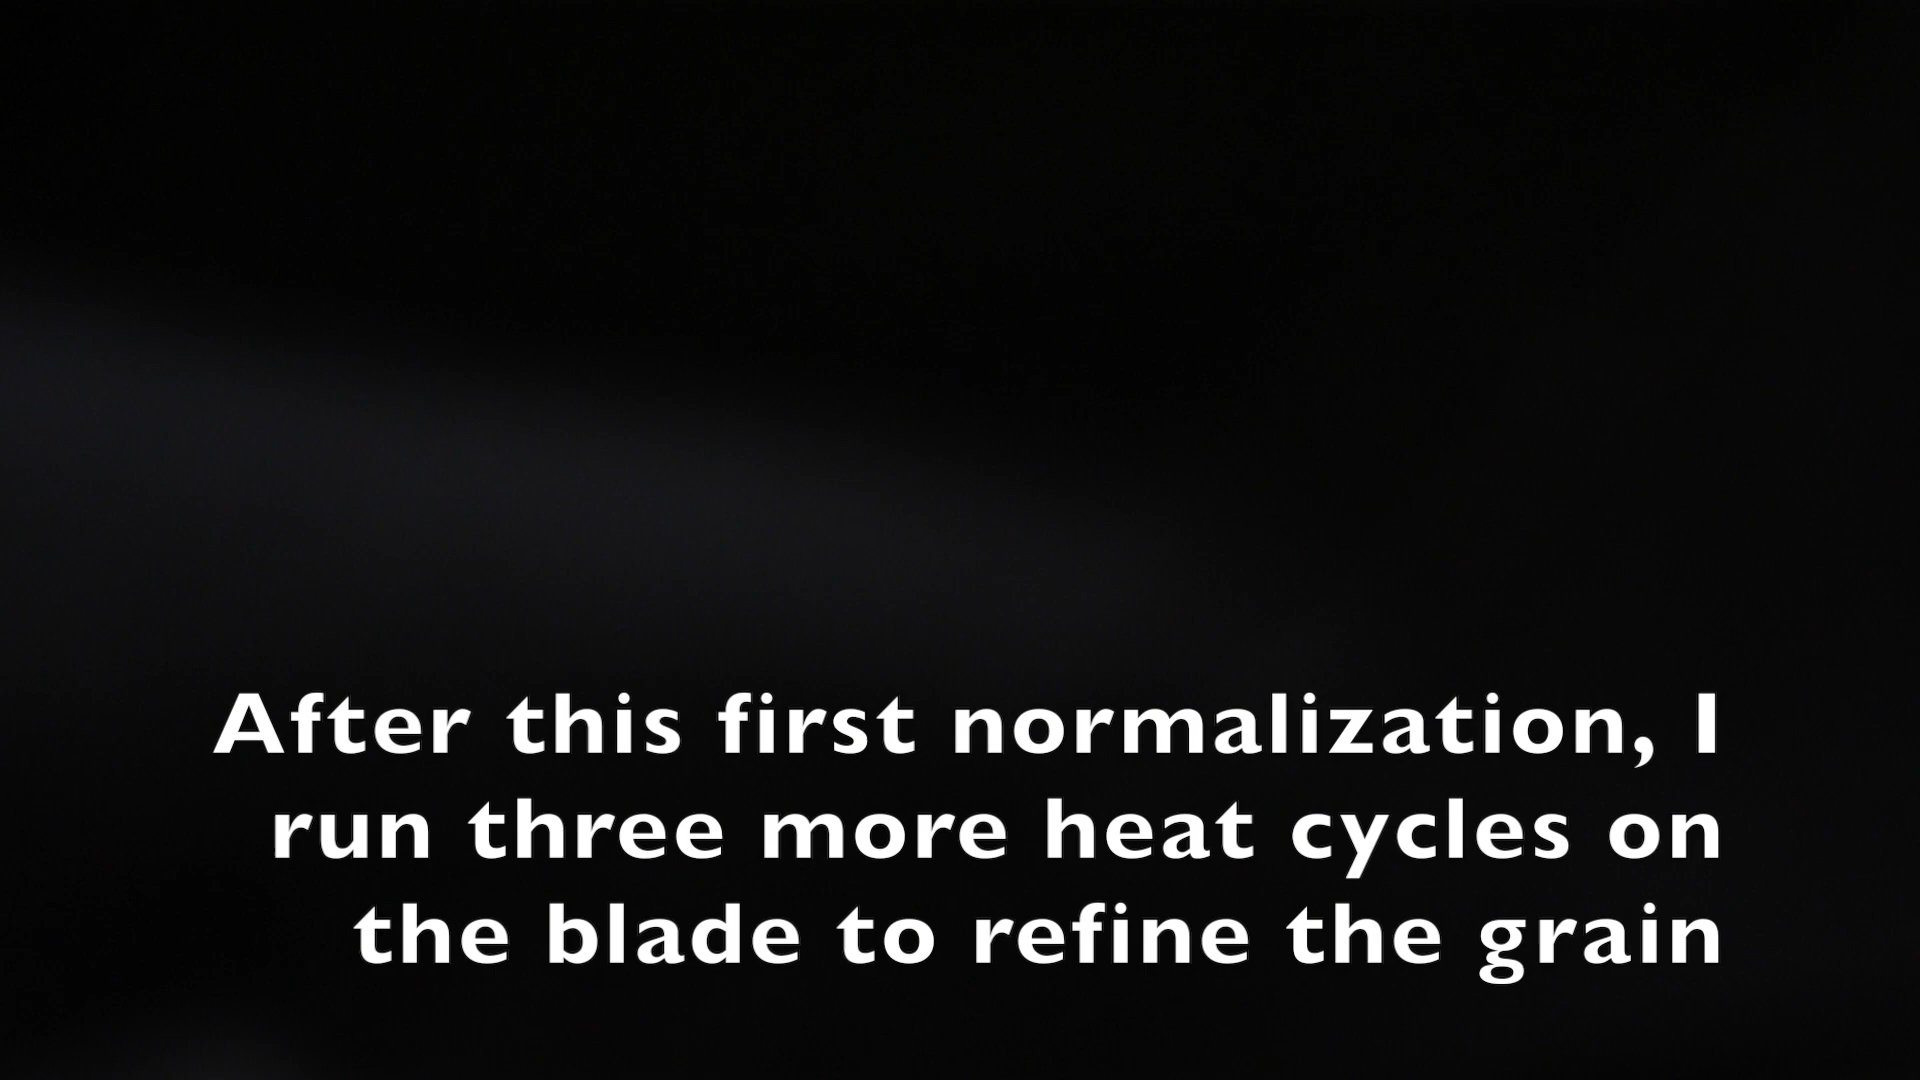 After this first normalization, I
run three more heat cycles on
the blade to refine the grain